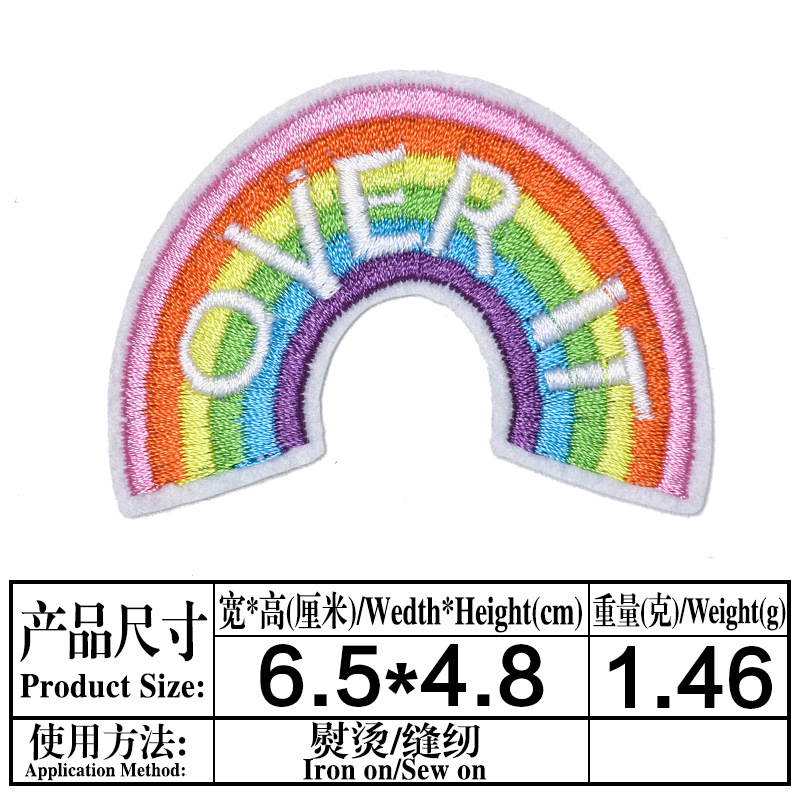 OVER IT
产品尺寸
Product Size:
宽*高(厘米)/Wedth*Height(cm)
重量(克)/Weight(g)
6.5*4.8
1.46
使用方法:
Application Method:
熨烫/缝纫
Iron on/Sew on